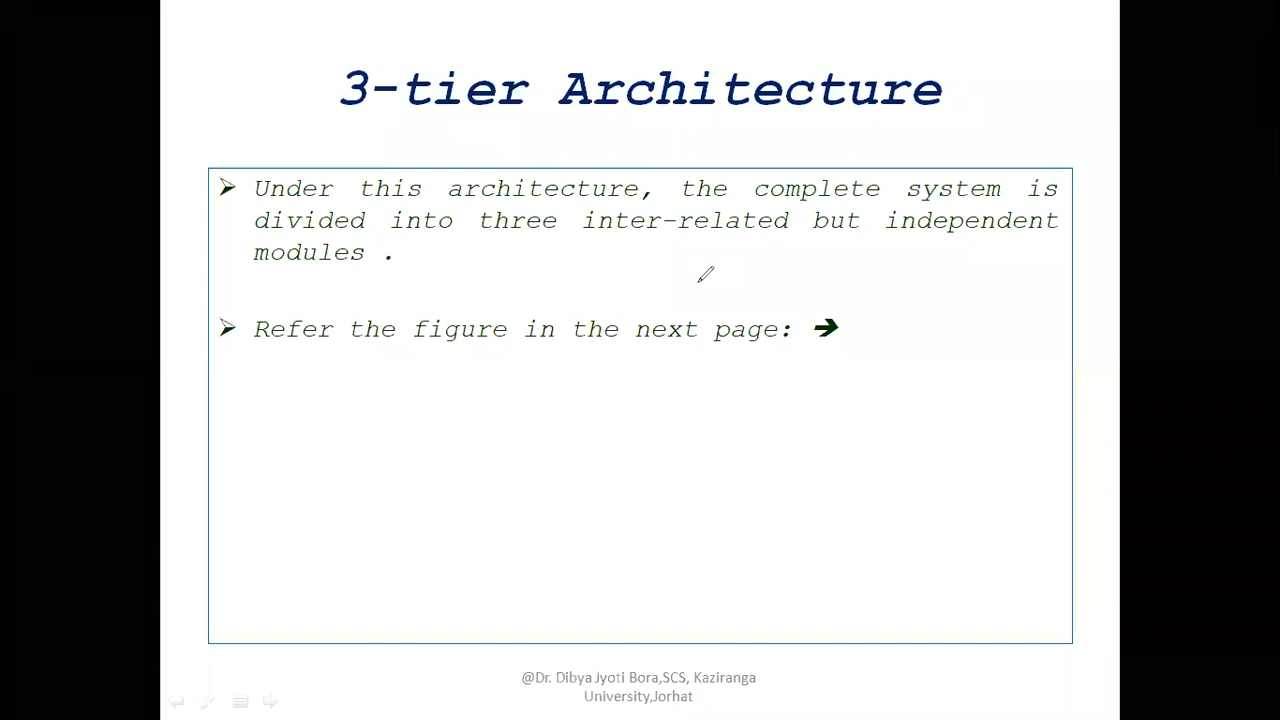 3-tier Architecture
➢ Under this architecture, the complete system is
divided into three inter-related but independent
modules .
➢ Refer the figure in the next page: ➔
@Dr. Dibya Jyoti Bora,SCS, Kaziranga
University,Jorhat